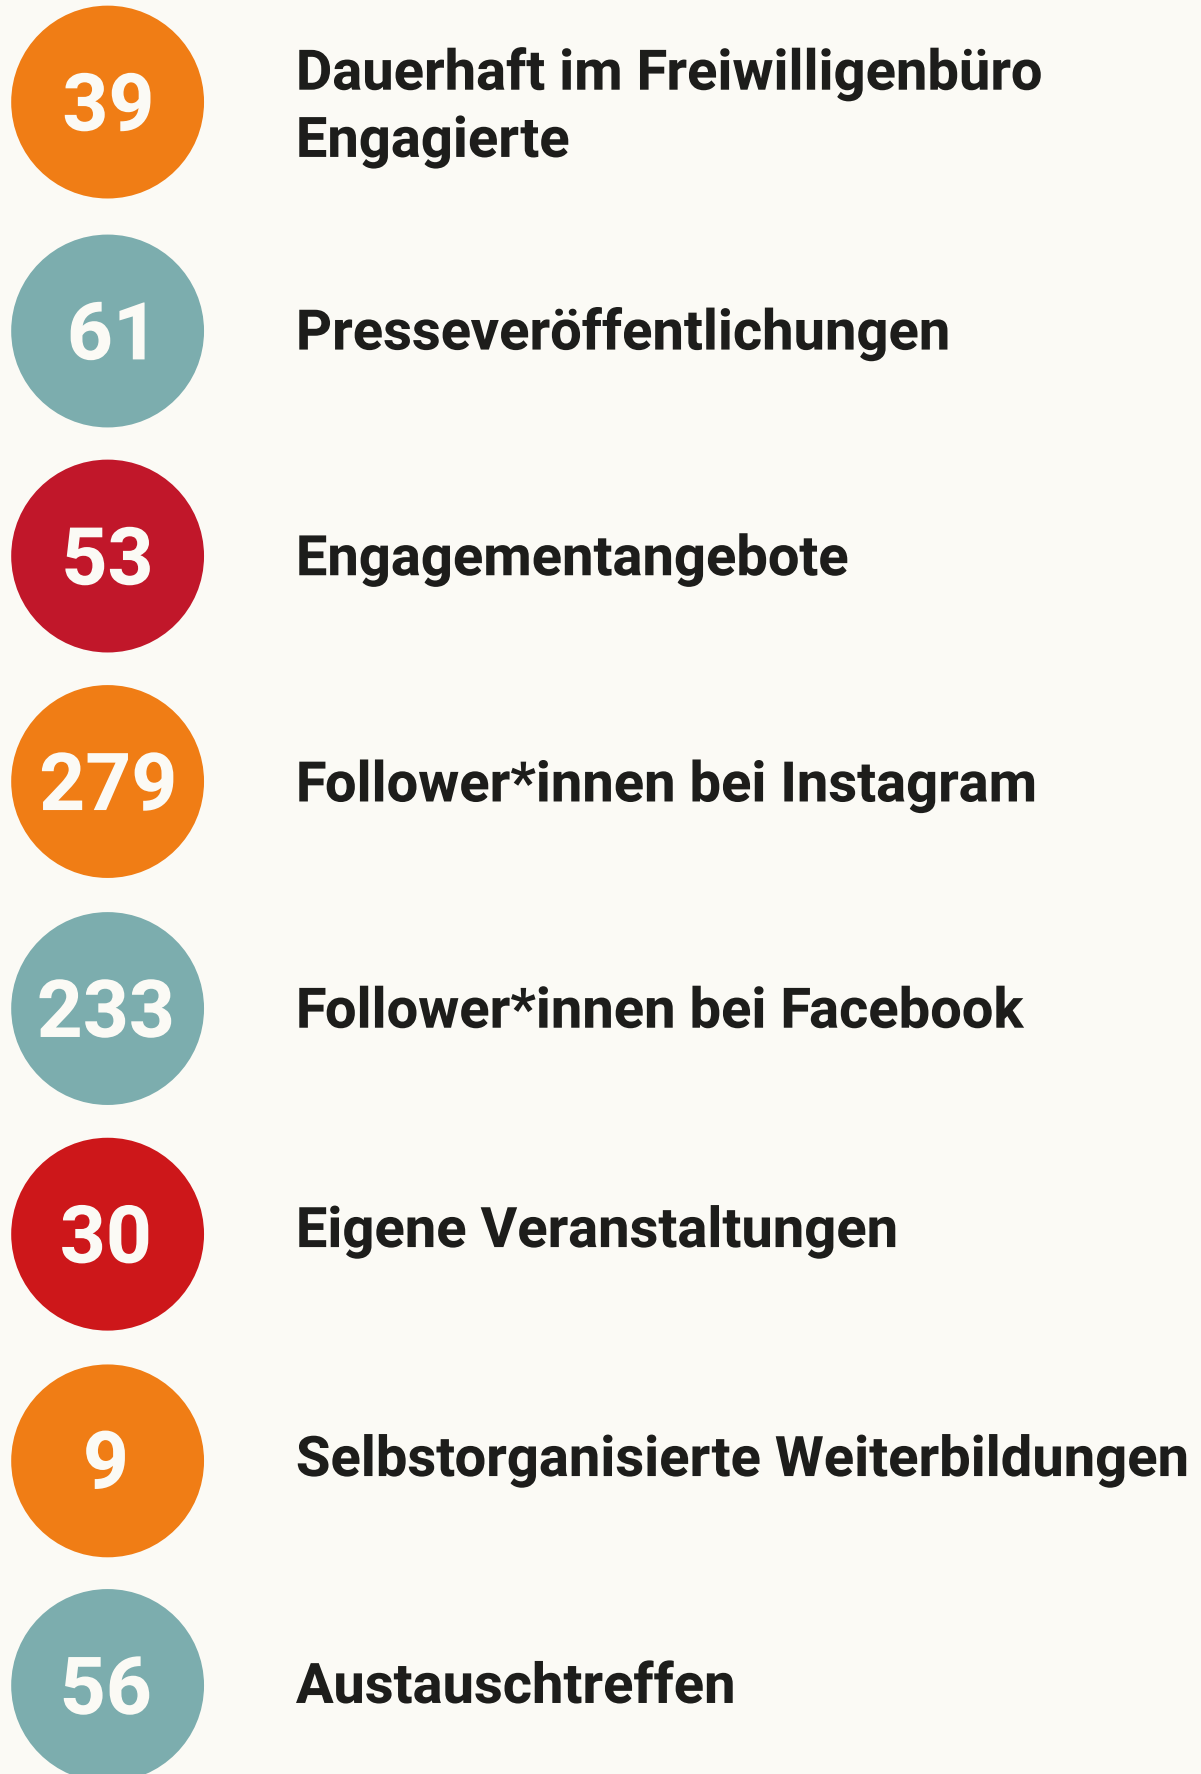 39
Dauerhaft im Freiwilligenbüro
Engagierte
61
Presseveröffentlichungen
53
Engagementangebote
279
Follower*innen bei Instagram
233
Follower*innen bei Facebook
30
Eigene Veranstaltungen
9
Selbstorganisierte Weiterbildungen
56
Austauschtreffen